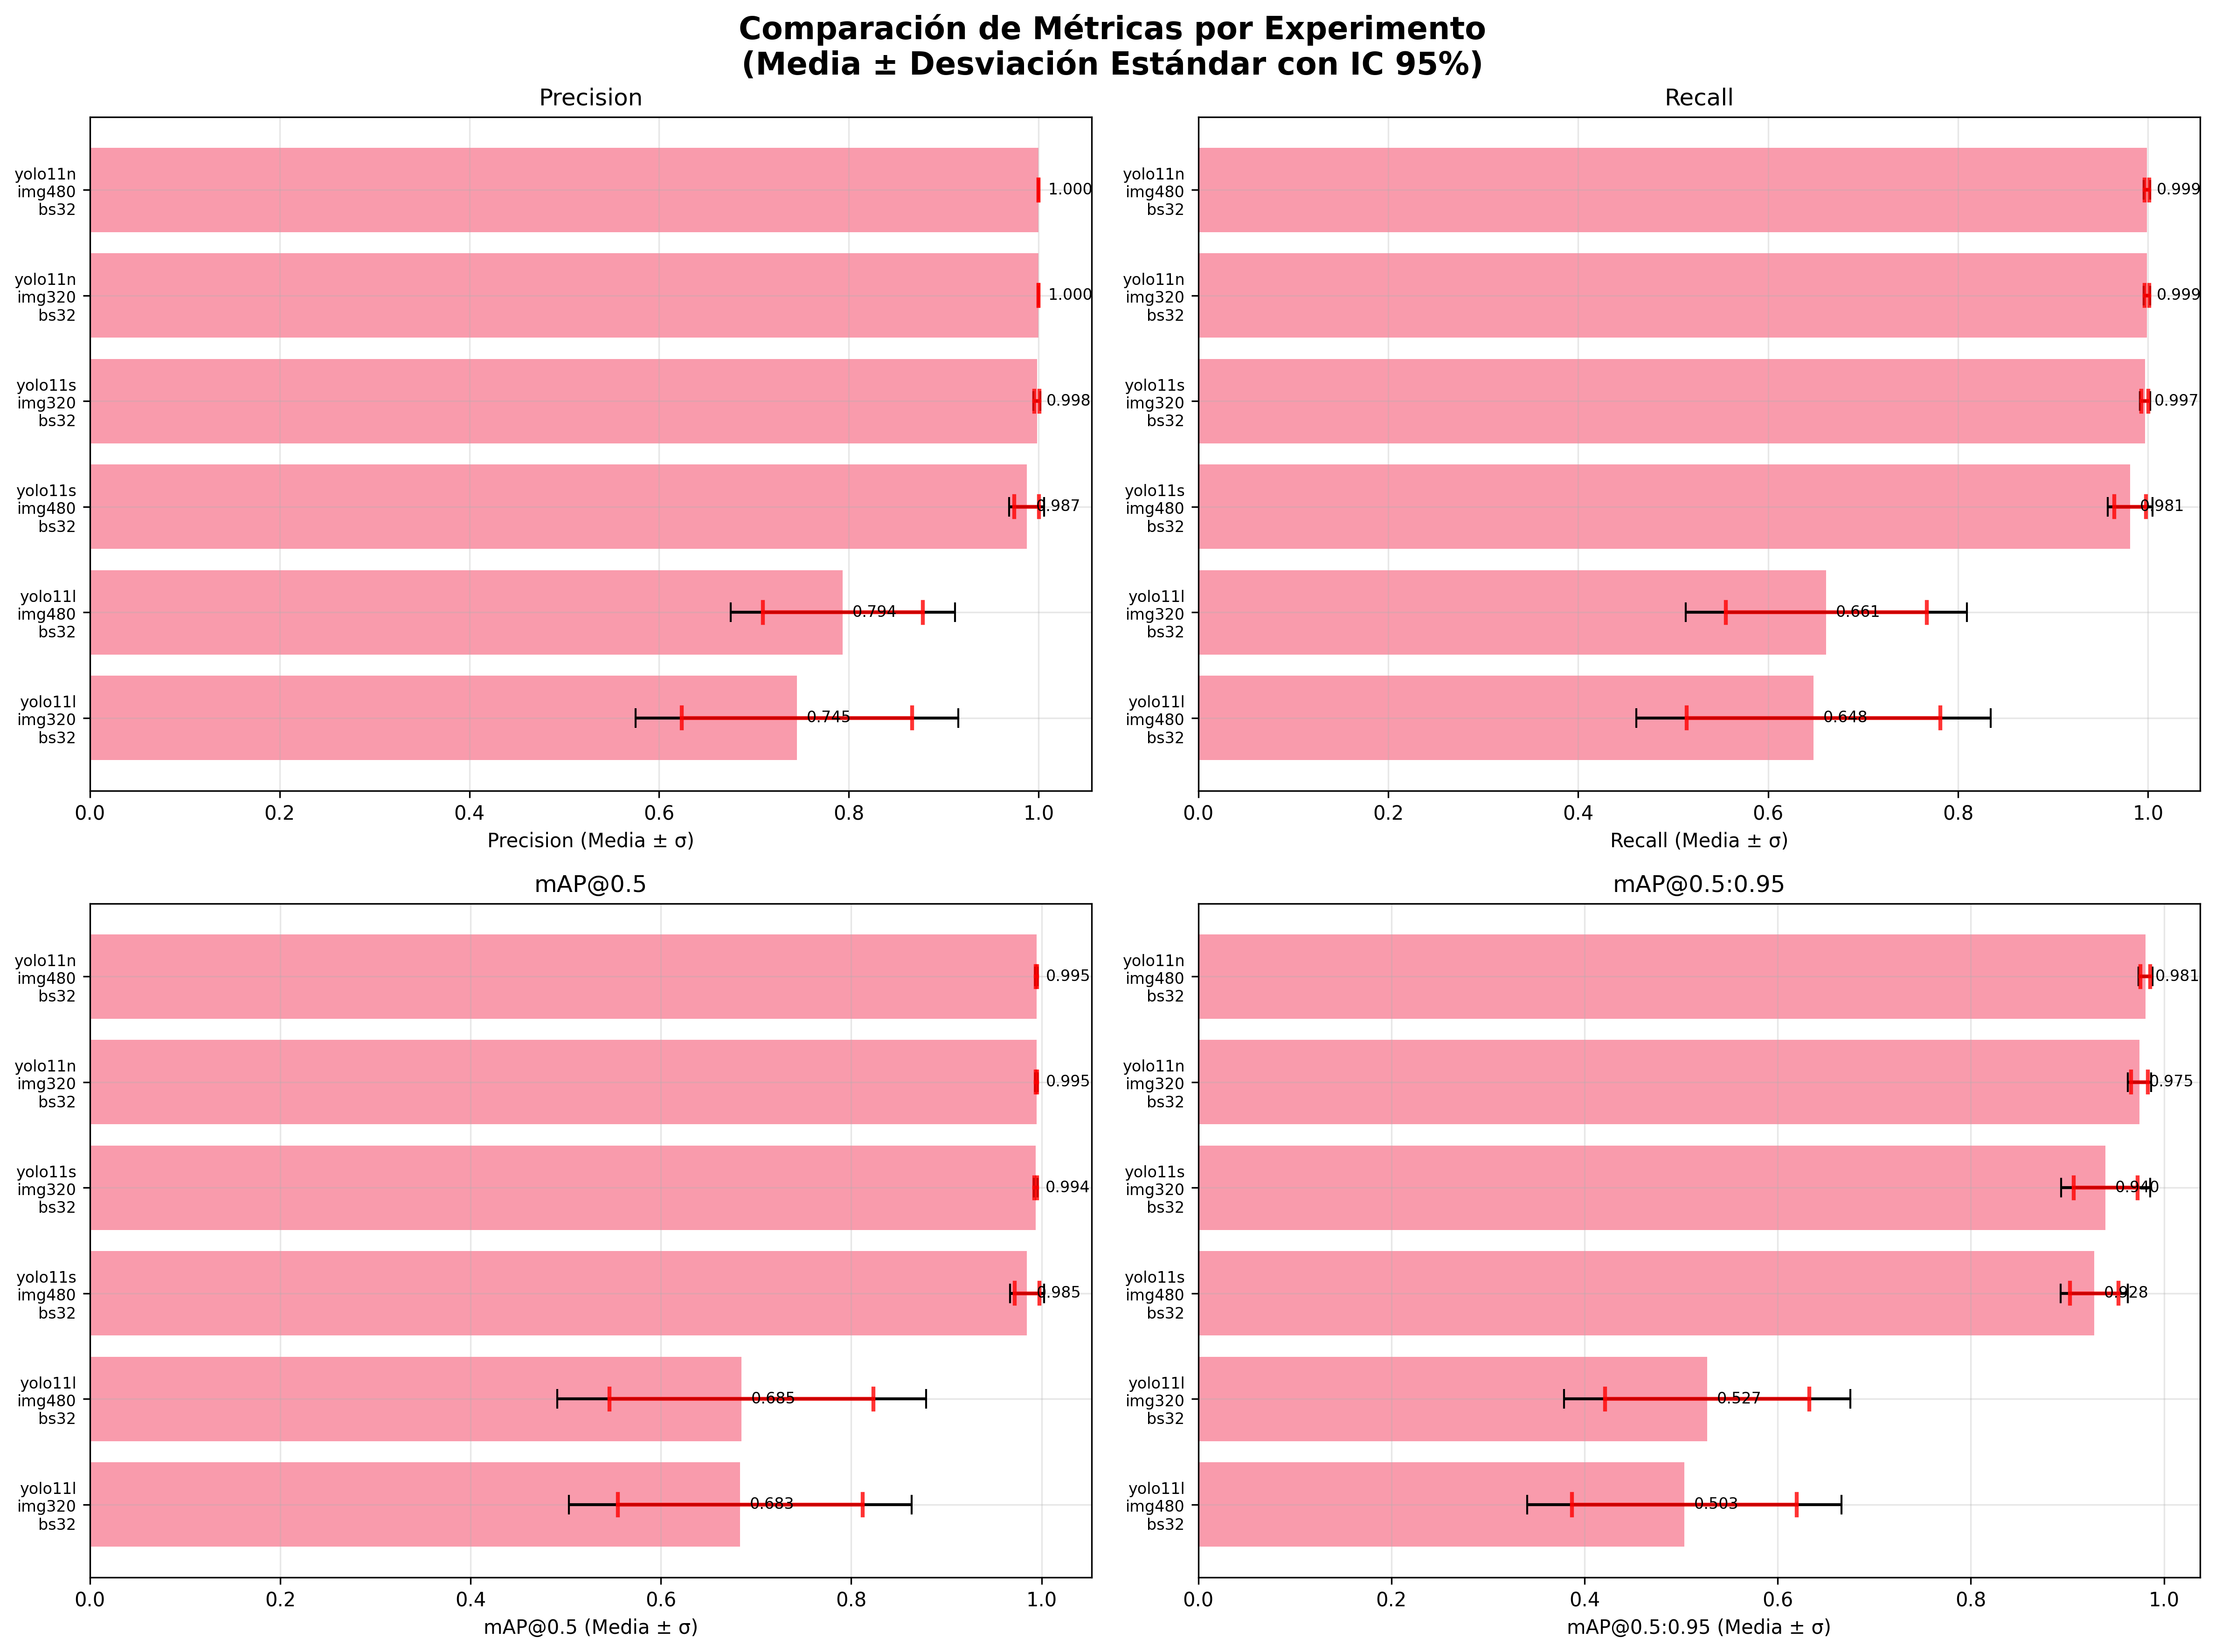 Comparación de Métricas por Experimento
(Media ± Desviación Estándar con IC 95%)
Precision
yolo11n
img480
bs32
1.000
yolo11n
img320
bs32
1.000
yolo11s
img320
bs32
0.998
yolo11s
img480
bs32
0.987
yolo11l
img480
bs32
0.794
yolo11l
img320
bs32
0.745
0.0 0.2 0.4 0.6 0.8 1.0
Precision (Media ± σ)
Recall
yolo11n
img480
bs32
0.999
yolo11n
img320
bs32
0.999
yolo11s
img320
bs32
0.997
yolo11s
img480
bs32
0.981
yolo11l
img320
bs32
0.661
yolo11l
img480
bs32
0.648
0.0 0.2 0.4 0.6 0.8 1.0
Recall (Media ± σ)
mAP@0.5
yolo11n
img480
bs32
0.995
yolo11n
img320
bs32
0.995
yolo11s
img320
bs32
0.994
yolo11s
img480
bs32
0.985
yolo11l
img480
bs32
0.685
yolo11l
img320
bs32
0.683
0.0 0.2 0.4 0.6 0.8 1.0
mAP@0.5 (Media ± σ)
mAP@0.5:0.95
yolo11n
img480
bs32
0.981
yolo11n
img320
bs32
0.975
yolo11s
img320
bs32
0.940
yolo11s
img480
bs32
0.928
yolo11l
img320
bs32
0.527
yolo11l
img480
bs32
0.503
0.0 0.2 0.4 0.6 0.8 1.0
mAP@0.5:0.95 (Media ± σ)